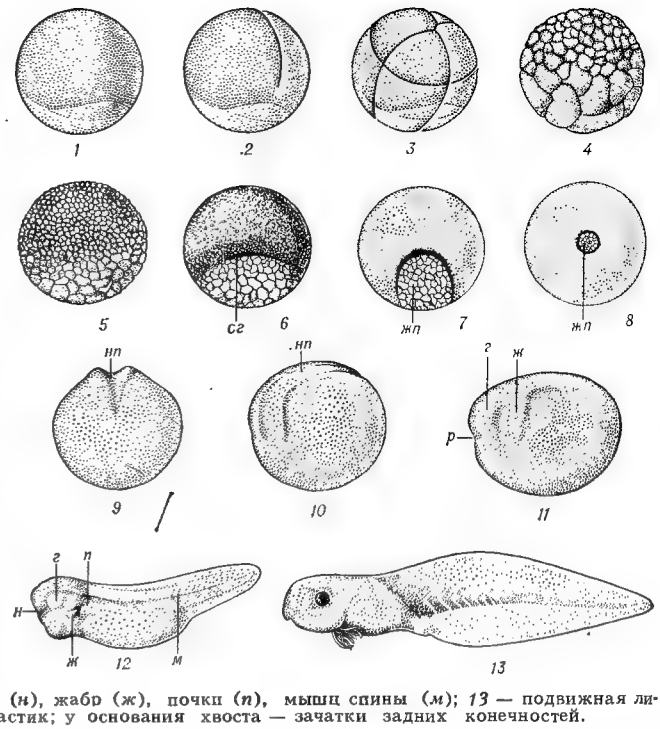 1 2 3 4
5 6 7 8
сг жп жп
нп нп г ж р
9 10 11
г п н ж 12 м 13
(н), жабр (ж), почки (п), мышц спины (м); 13 — подвижная ли-
астик; у основания хвоста — зачатки задних конечностей.